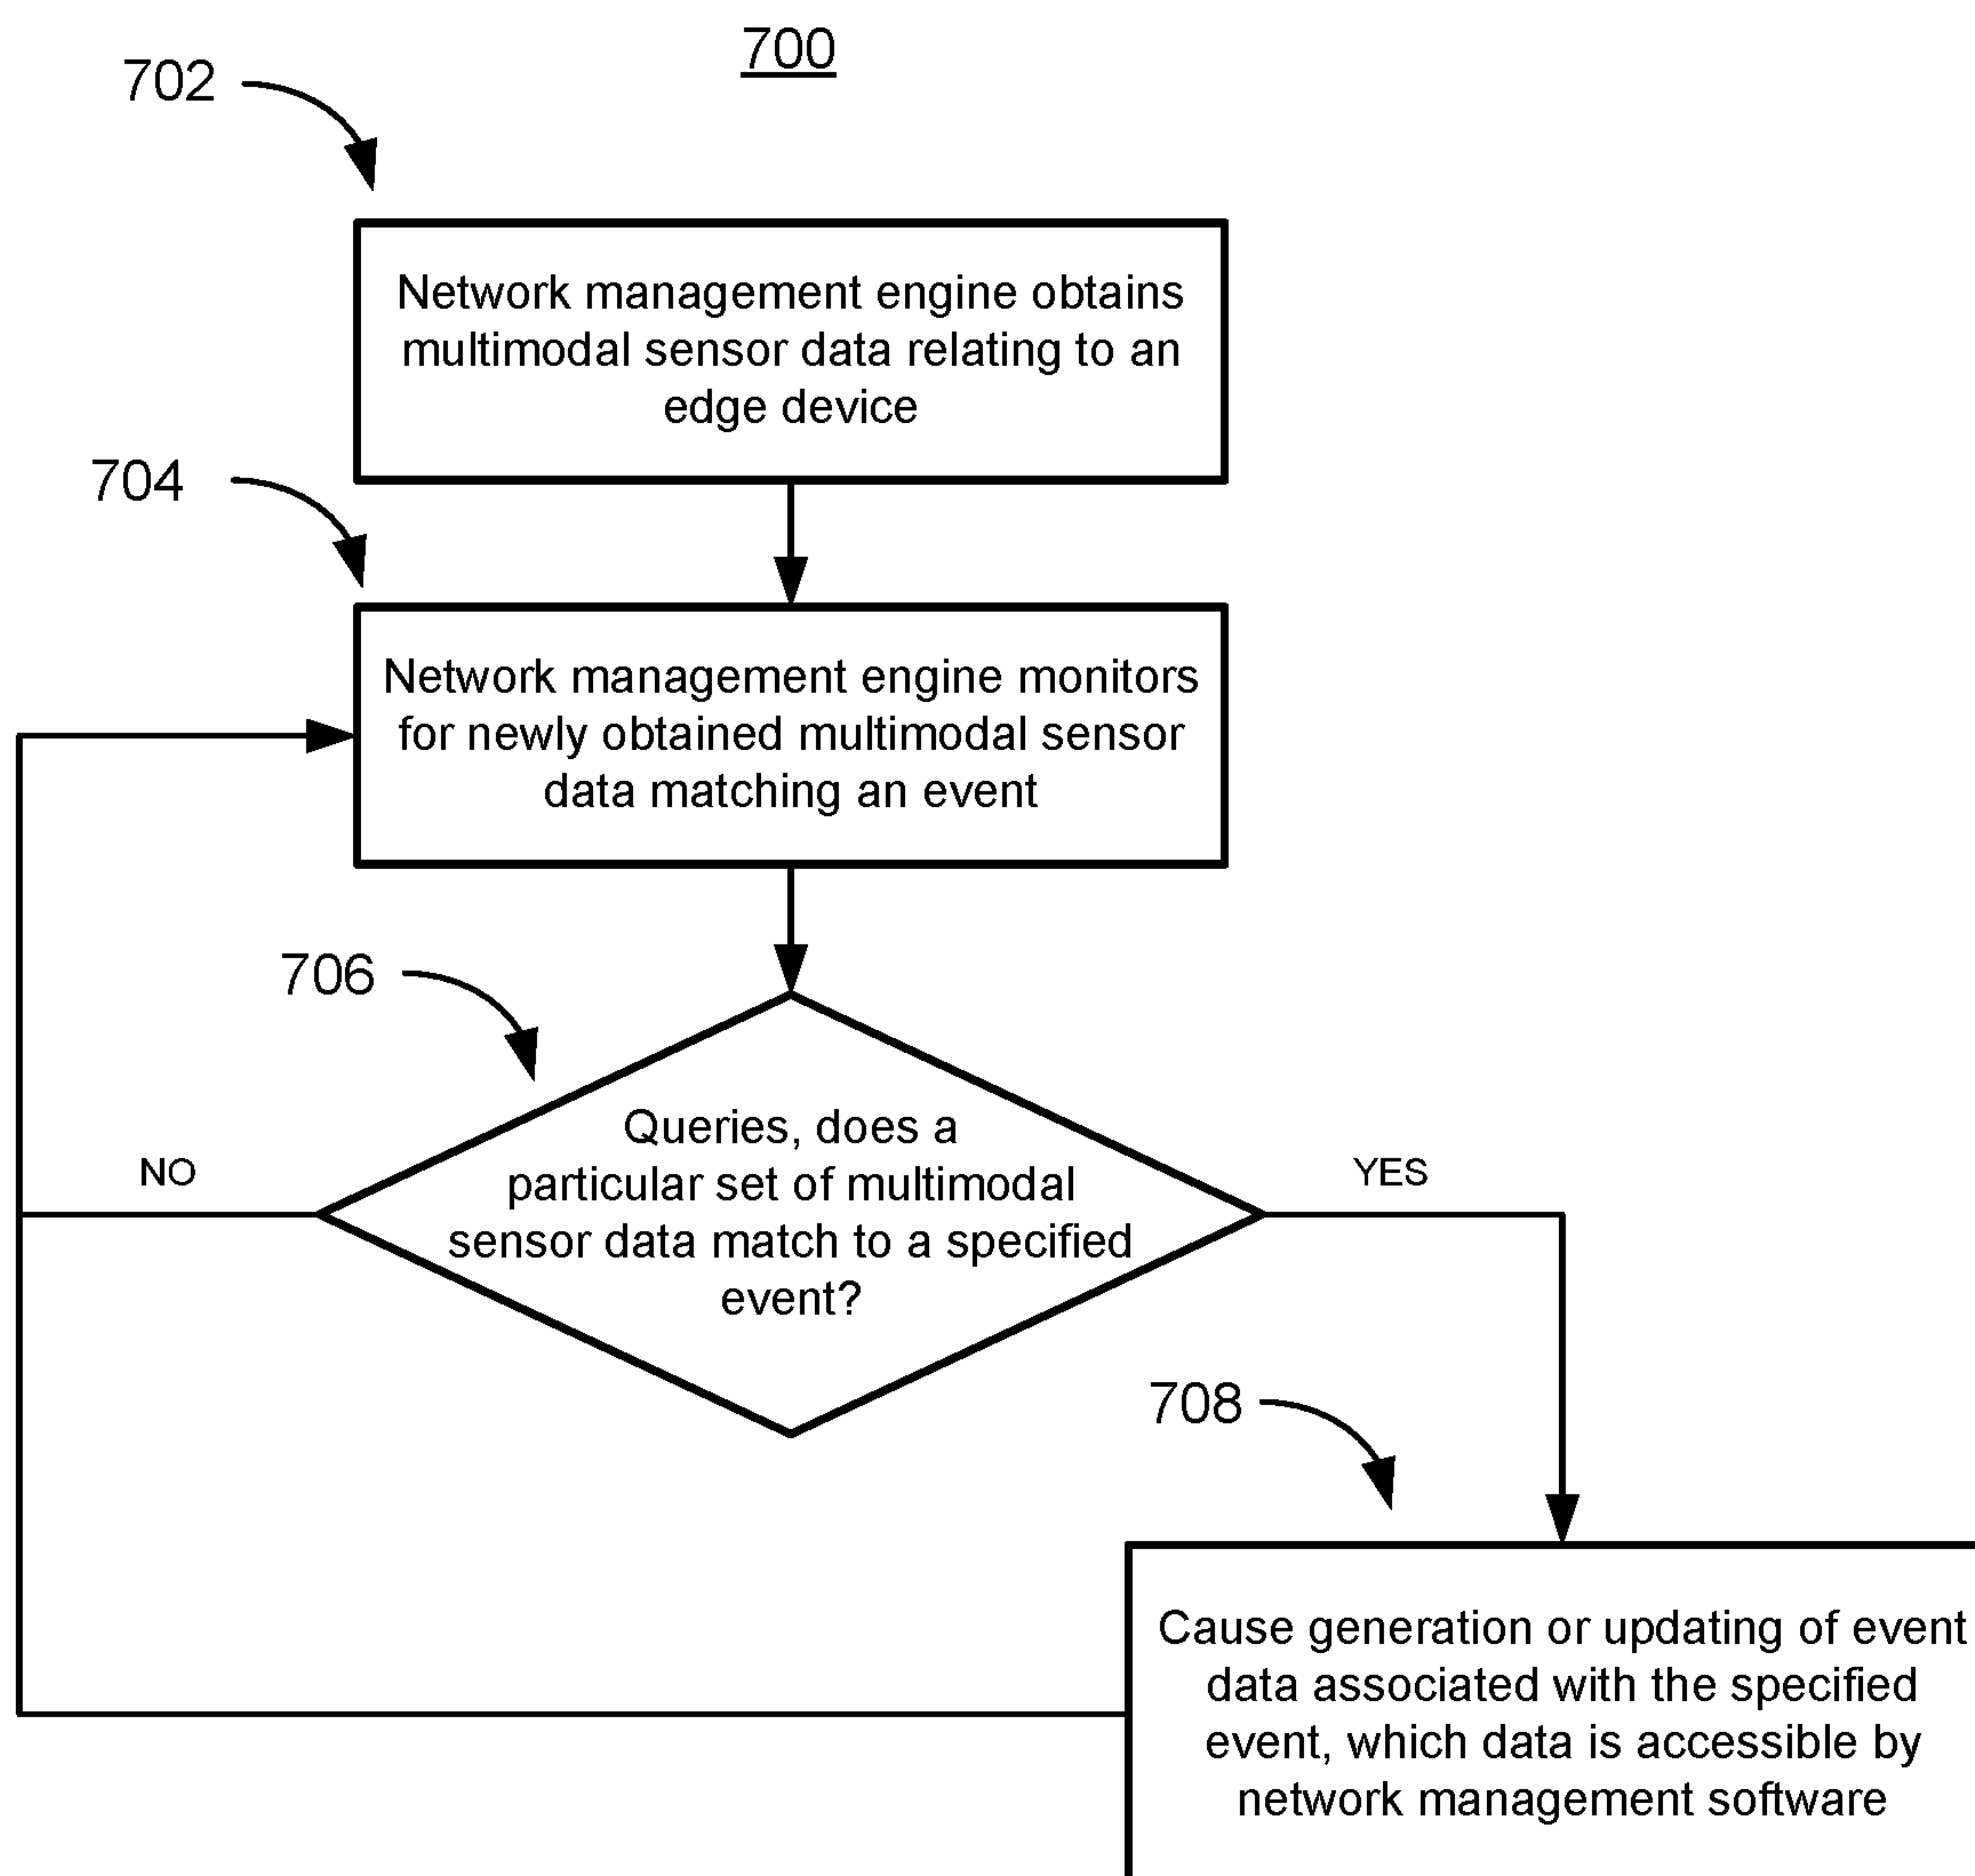 700
702
Network management engine obtains
multimodal sensor data relating to an
edge device
704
Network management engine monitors
for newly obtained multimodal sensor
data matching an event
706
Queries, does a
particular set of multimodal
sensor data match to a specified
event?
NO
YES
708
Cause generation or updating of event
data associated with the specified
event, which data is accessible by
network management software